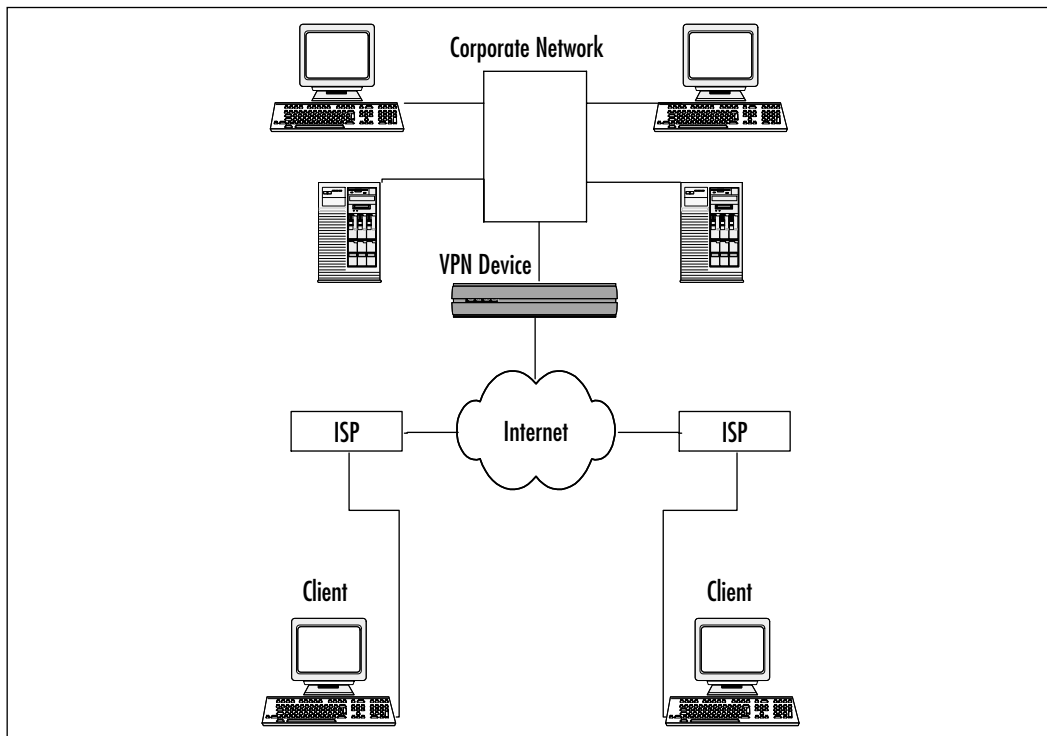 Corporate Network
VPN Device
ISP
Internet
ISP
Client
Client